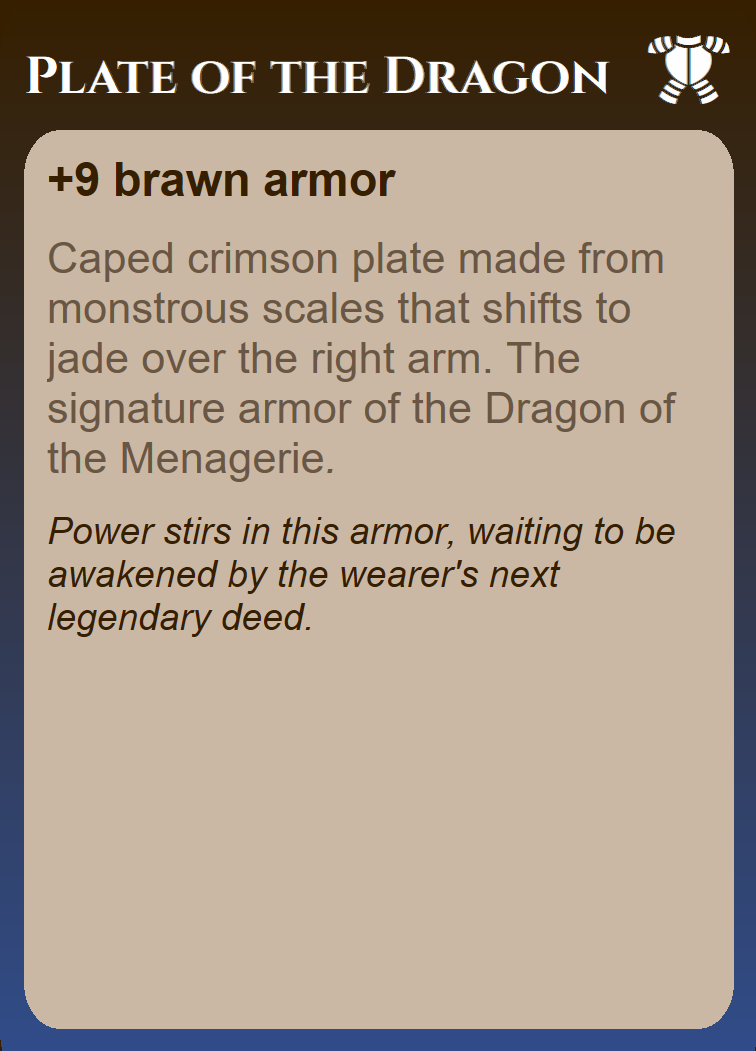 Plate of the Dragon
+9 brawn armor
Caped crimson plate made from
monstrous scales that shifts to
jade over the right arm. The
signature armor of the Dragon of
the Menagerie.
Power stirs in this armor, waiting to be
awakened by the wearer's next
legendary deed.